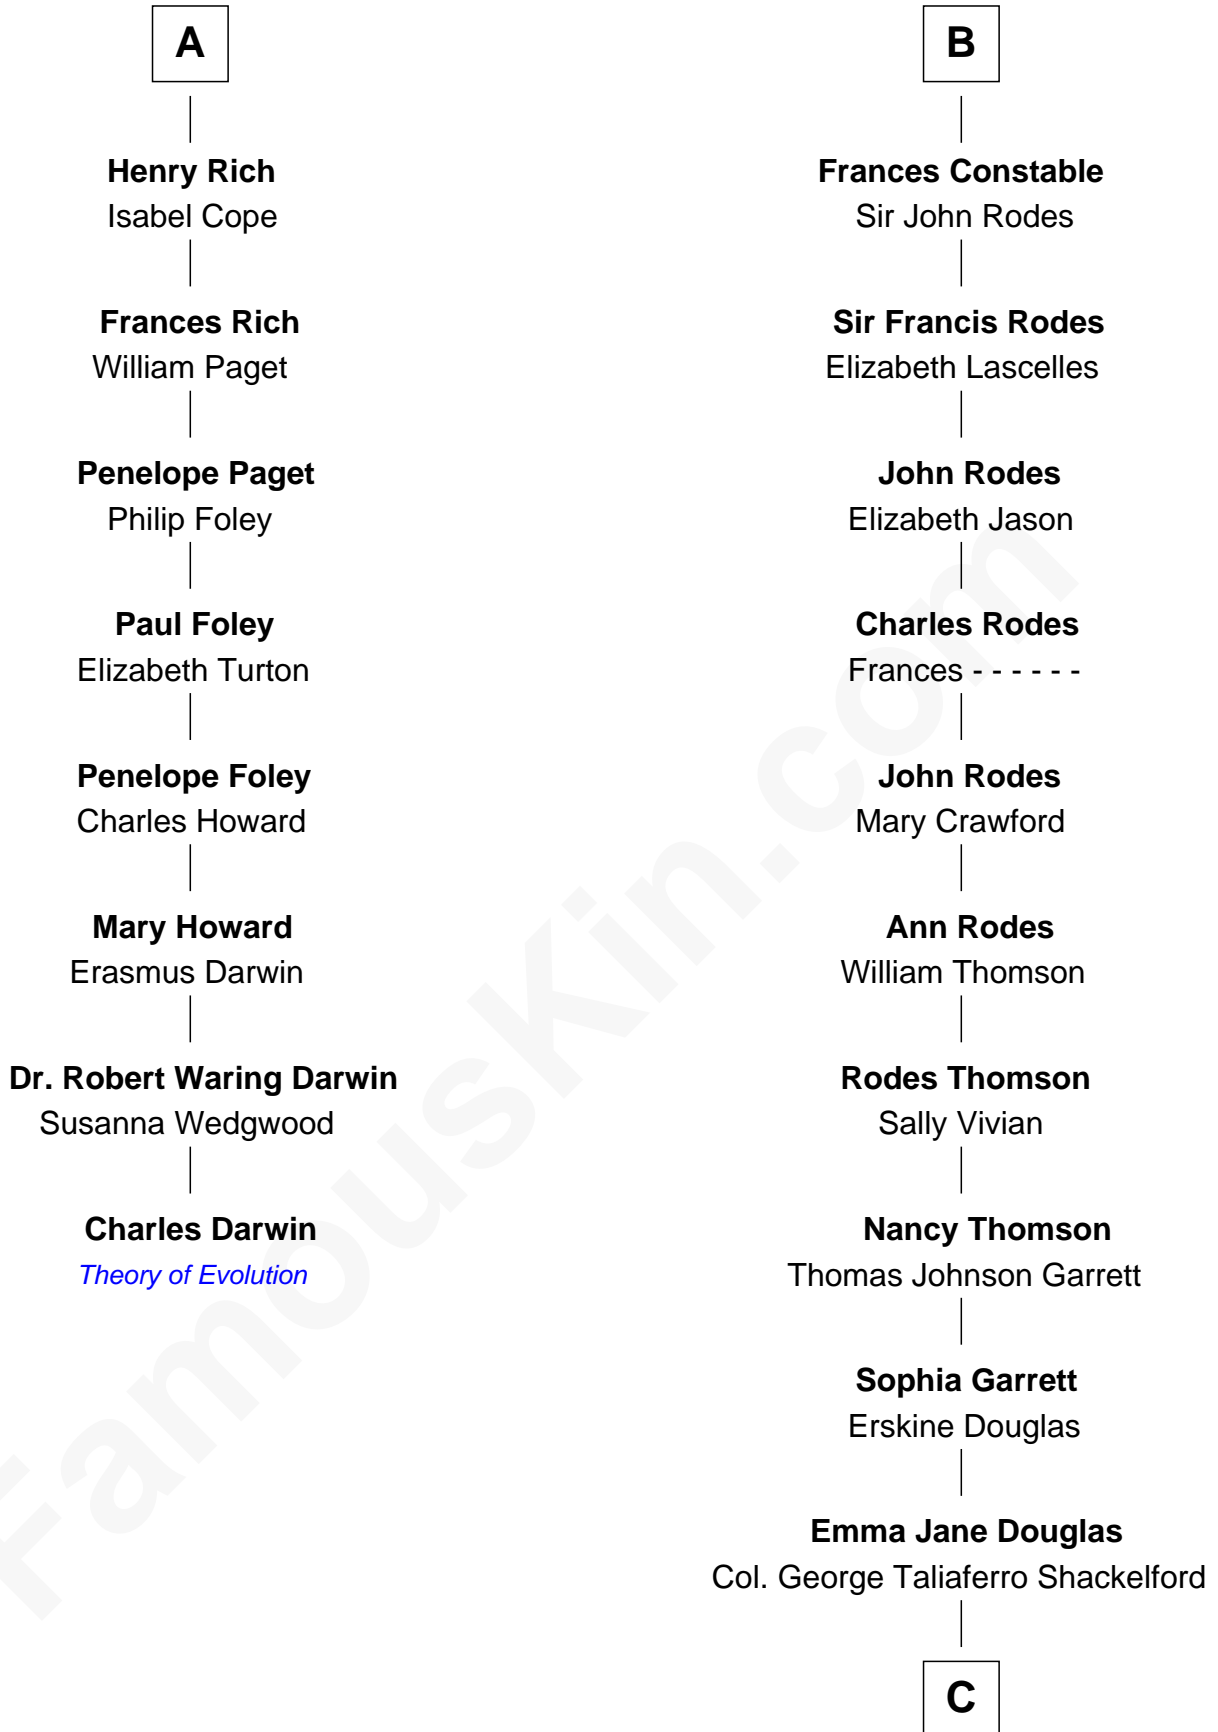 A
Henry Rich
Isabel Cope
Frances Rich
William Paget
Penelope Paget
Philip Foley
Paul Foley
Elizabeth Turton
Penelope Foley
Charles Howard
Mary Howard
Erasmus Darwin
Dr. Robert Waring Darwin
Susanna Wedgwood
Charles Darwin
Theory of Evolution
B
Frances Constable
Sir John Rodes
Sir Francis Rodes
Elizabeth Lascelles
John Rodes
Elizabeth Jason
Charles Rodes
Frances - - - - - -
John Rodes
Mary Crawford
Ann Rodes
William Thomson
Rodes Thomson
Sally Vivian
Nancy Thomson
Thomas Johnson Garrett
Sophia Garrett
Erskine Douglas
Emma Jane Douglas
Col. George Taliaferro Shackelford
C
FamousKin.com